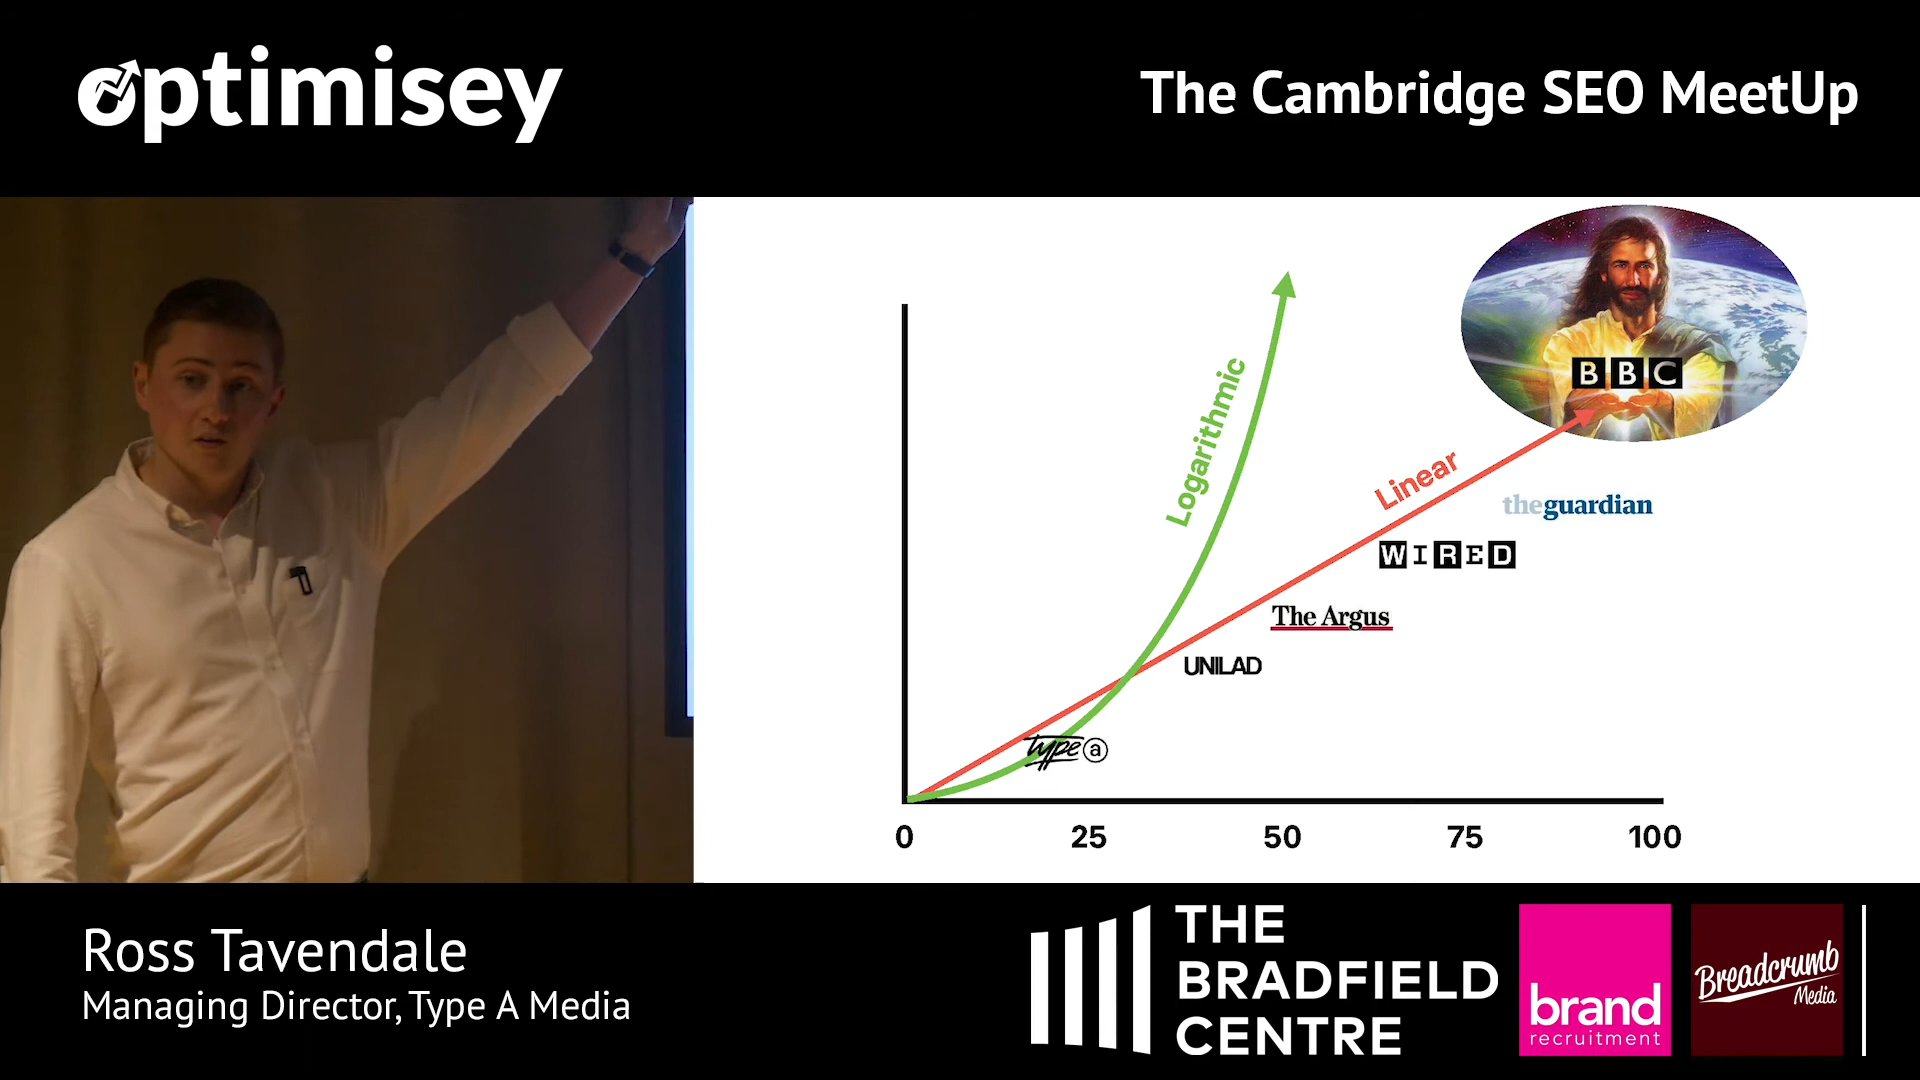 optimisey
The Cambridge SEO MeetUp
BBC
Logarithmic
Linear
theguardian
WIRED
The Argus
UNILAD
type a
0 25 50 75 100
Ross Tavendale
Managing Director, Type A Media
THE
BRADFIELD
CENTRE
brand
recruitment
Breadcrumb
Media